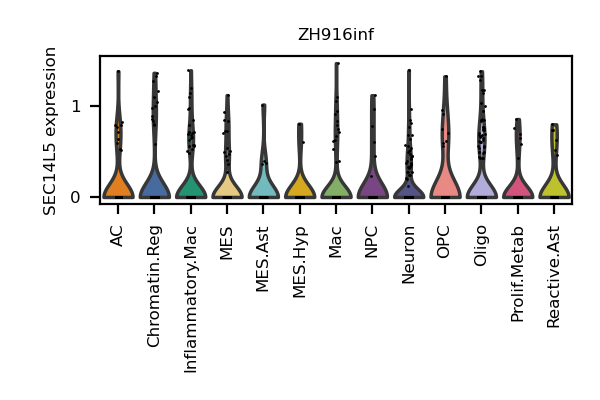 ZH916inf
SEC14L5 expression
1
0
AC
Chromatin.Reg
Inflammatory.Mac
MES
MES.Ast
MES.Hyp
Mac
NPC
Neuron
OPC
Oligo
Prolif.Metab
Reactive.Ast